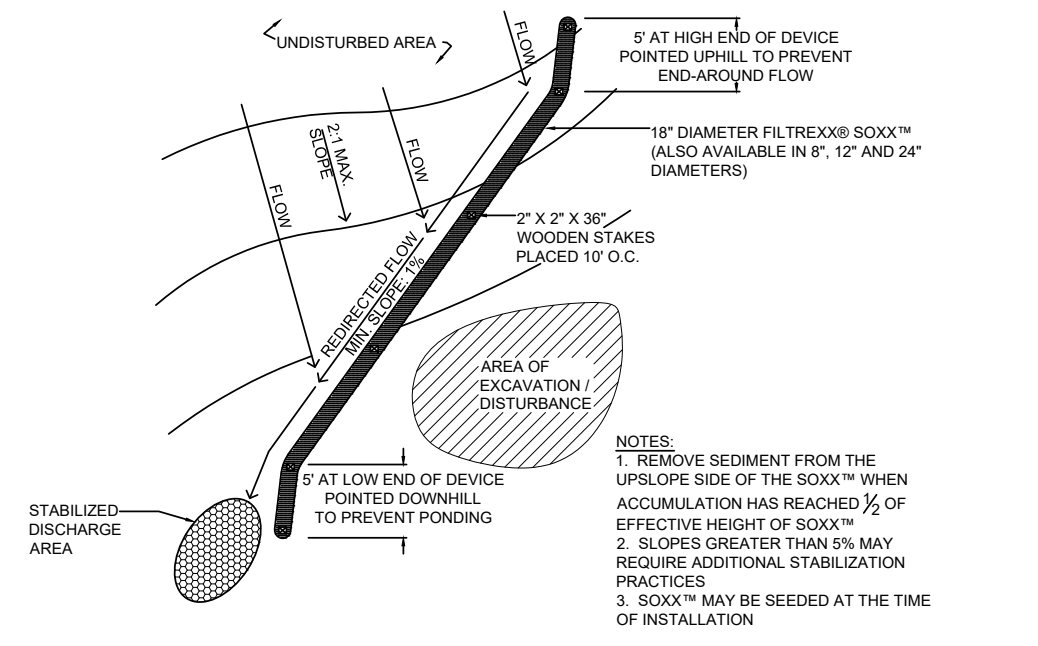 UNDISTURBED AREA
FLOW
5' AT HIGH END OF DEVICE
POINTED UPHILL TO PREVENT
END-AROUND FLOW
18" DIAMETER FILTREXX® SOXX™
(ALSO AVAILABLE IN 8", 12" AND 24"
DIAMETERS)
2:1 MAX.
SLOPE
FLOW
FLOW
2" X 2" X 36"
WOODEN STAKES
PLACED 10' O.C.
REDIRECTED FLOW
MIN. SLOPE: 1%
AREA OF
EXCAVATION /
DISTURBANCE
5' AT LOW END OF DEVICE
POINTED DOWNHILL
TO PREVENT PONDING
STABILIZED
DISCHARGE
AREA
NOTES:
1. REMOVE SEDIMENT FROM THE
UPSLOPE SIDE OF THE SOXX™ WHEN
ACCUMULATION HAS REACHED 1/2 OF
EFFECTIVE HEIGHT OF SOXX™
2. SLOPES GREATER THAN 5% MAY
REQUIRE ADDITIONAL STABILIZATION
PRACTICES
3. SOXX™ MAY BE SEEDED AT THE TIME
OF INSTALLATION